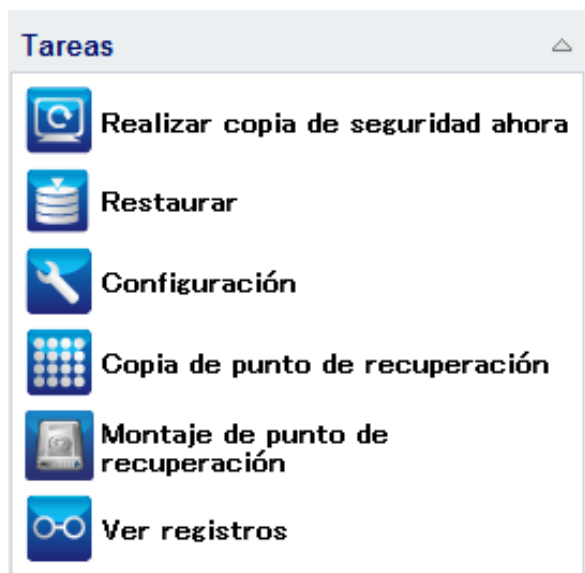 Tareas
Realizar copia de seguridad ahora
Restaurar
Configuración
Copia de punto de recuperación
Montaje de punto de
recuperación
Ver registros